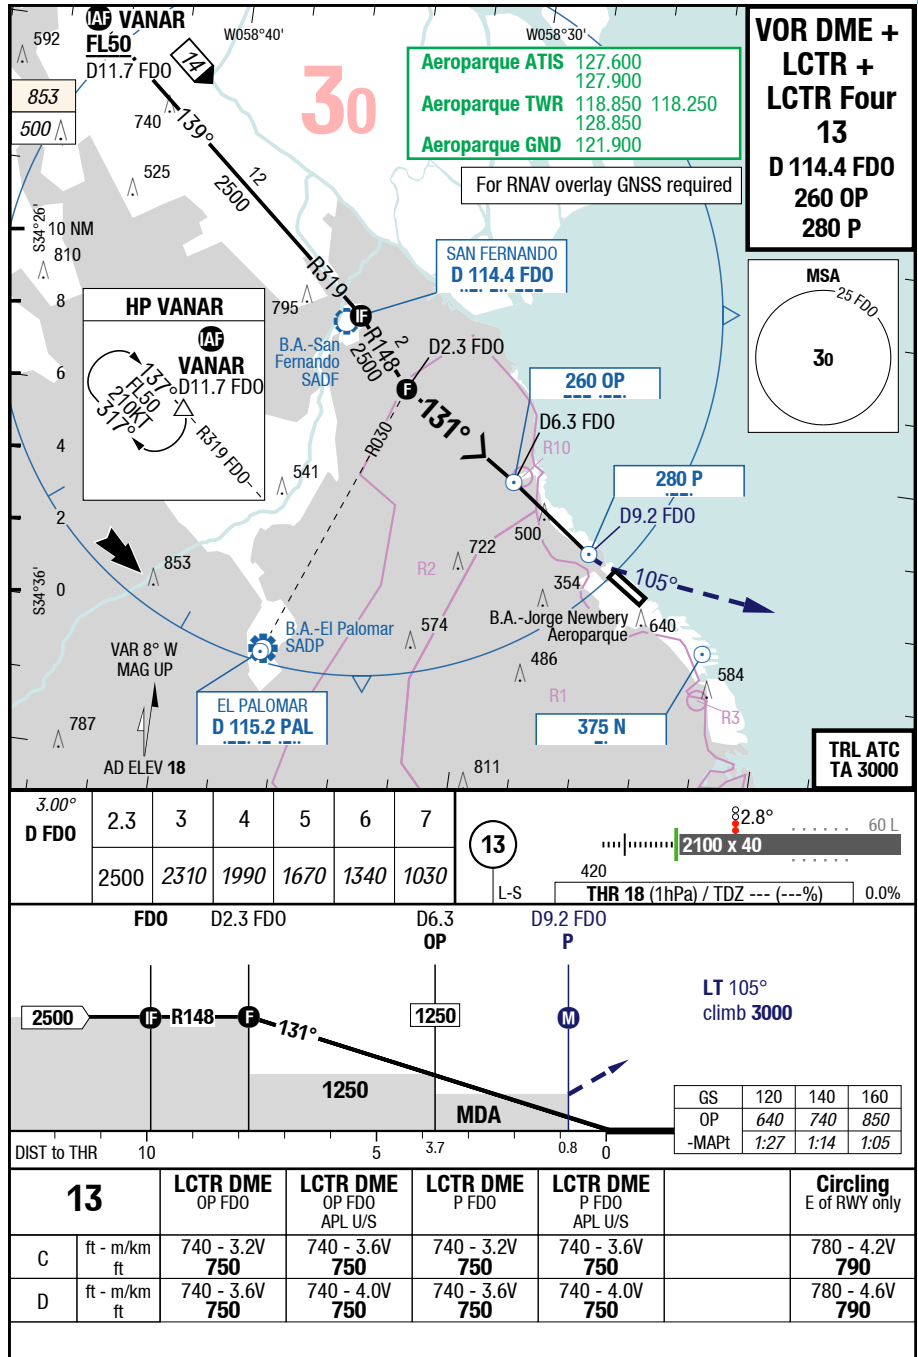 IAF VANAR
FL50
D11.7 FDO
14
592
853
500
740
525
139°
12
2500
W058°40'
W058°30'
30
Aeroparque ATIS 127.600
127.900
Aeroparque TWR 118.850 118.250
128.850
Aeroparque GND 121.900
For RNAV overlay GNSS required
VOR DME +
LCTR +
LCTR Four
13
D 114.4 FDO
260 OP
280 P
MSA
25 FDO
30
S34°26'
10 NM
810
8
6
4
2
0
S34°36'
HP VANAR
IAF
VANAR
D11.7 FDO
137°
FL50
210KT
317°
R319 FDO
795
R319
IF
SAN FERNANDO
D 114.4 FDO
B.A.-San
Fernando
SADF
R148
2
2500
D2.3 FDO
F
131°
260 OP
D6.3 FDO
R10
280 P
D9.2 FDO
R030
541
500
722
R2
853
354
105°
B.A.-Jorge Newbery
Aeroparque
640
574
B.A.-El Palomar
SADP
486
584
R1
R3
VAR 8° W
MAG UP
EL PALOMAR
D 115.2 PAL
375 N
787
AD ELEV 18
811
TRL ATC
TA 3000
3.00°
D FDO 2.3 3 4 5 6 7
2500 2310 1990 1670 1340 1030
13
L-S
2.8°
60 L
2100 x 40
420
THR 18 (1hPa) / TDZ --- (---%) 0.0%
FDO D2.3 FDO D6.3 D9.2 FDO
OP P
2500 IF R148 F 131° 1250 M
LT 105°
climb 3000
1250
MDA
GS 120 140 160
OP 640 740 850
-MAPt 1:27 1:14 1:05
DIST to THR 10 5 3.7 0.8 0
13 LCTR DME LCTR DME LCTR DME LCTR DME Circling
OP FDO OP FDO P FDO P FDO E of RWY only
APL U/S APL U/S
C ft - m/km 740 - 3.2V 740 - 3.6V 740 - 3.2V 740 - 3.6V 780 - 4.2V
ft 750 750 750 750 790
D ft - m/km 740 - 3.6V 740 - 4.0V 740 - 3.6V 740 - 4.0V 780 - 4.6V
ft 750 750 750 750 790